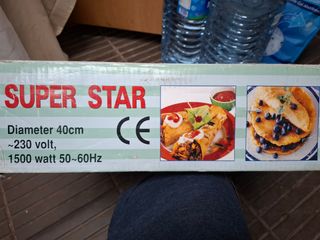 SUPER STAR
Diameter 40cm
~230 volt,
1500 watt 50~60Hz
CE